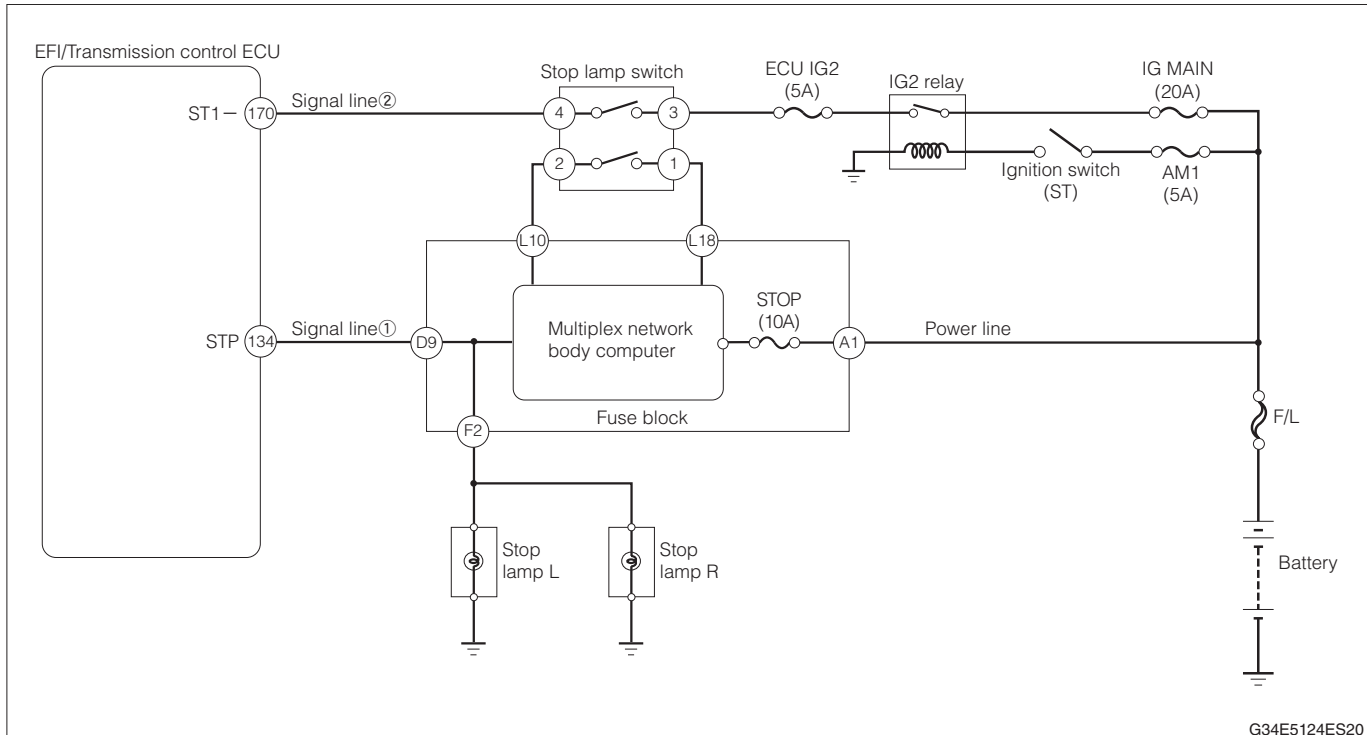 EFI/Transmission control ECU
Stop lamp switch
ECU IG2
(5A)
IG2 relay
IG MAIN
(20A)
ST1−
170
Signal line②
4
3
2
1
Ignition switch
(ST)
AM1
(5A)
L10
L18
STP
134
Signal line①
D9
Multiplex network
body computer
STOP
(10A)
A1
Power line
Fuse block
F2
F/L
Stop
lamp L
Stop
lamp R
Battery
G34E5124ES20